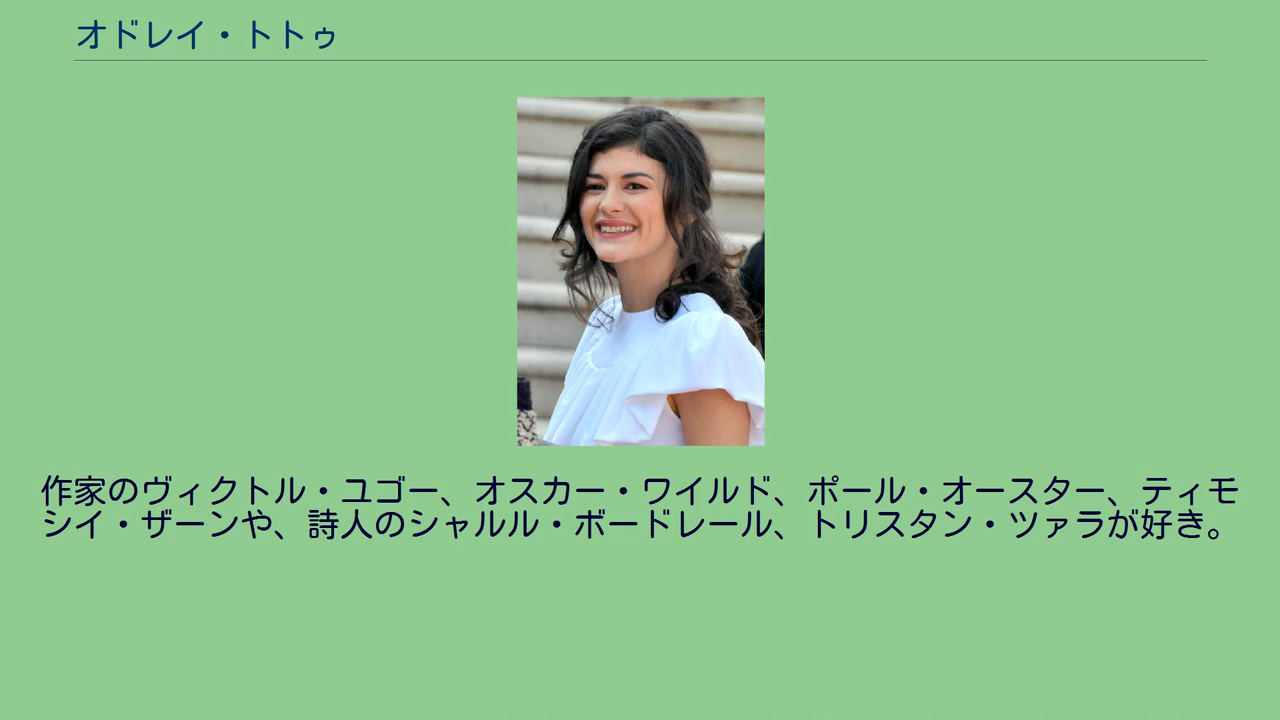 オドレイ・トトゥ
作家のヴィクトル・ユゴー、オスカー・ワイルド、ポール・オースター、ティモ
シイ・ザーンや、詩人のシャルル・ボードレール、トリスタン・ツァラが好き。